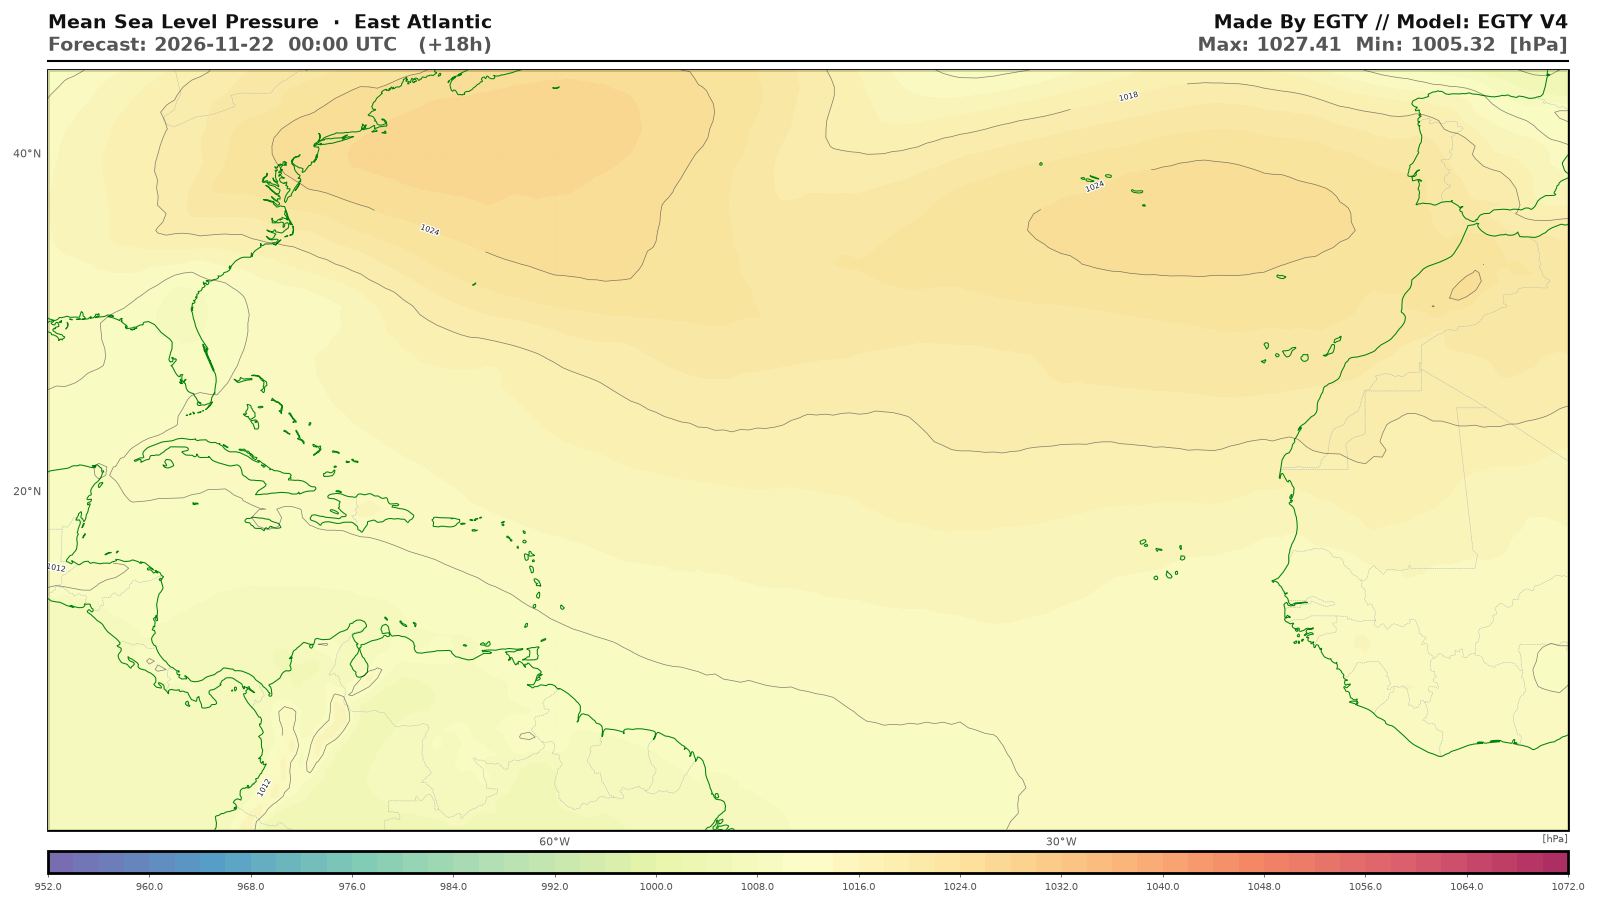 Mean Sea Level Pressure · East Atlantic
Made By EGTY // Model: EGTY V4
Forecast: 2026-11-22 00:00 UTC (+18h)
Max: 1027.41 Min: 1005.32 [hPa]
1018
40°N
1024
1024
20°N
1012
1012
60°W
30°W
[hPa]
952.0 960.0 968.0 976.0 984.0 992.0 1000.0 1008.0 1016.0 1024.0 1032.0 1040.0 1048.0 1056.0 1064.0 1072.0